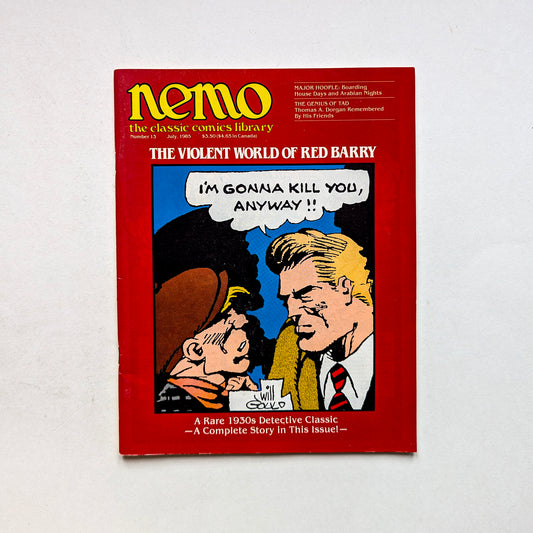 nemo
the classic comics library
Number 13 July, 1985 $3.50 ($4.65 in Canada)
MAJOR HOOPLE: Boarding
House Days and Arabian Nights
THE GENIUS OF TAD
Thomas A. Dorgan Remembered
By His Friends
THE VIOLENT WORLD OF RED BARRY
I'M GONNA KILL YOU,
ANYWAY!!
Will
GOULD
A Rare 1930s Detective Classic
—A Complete Story in This Issue!—